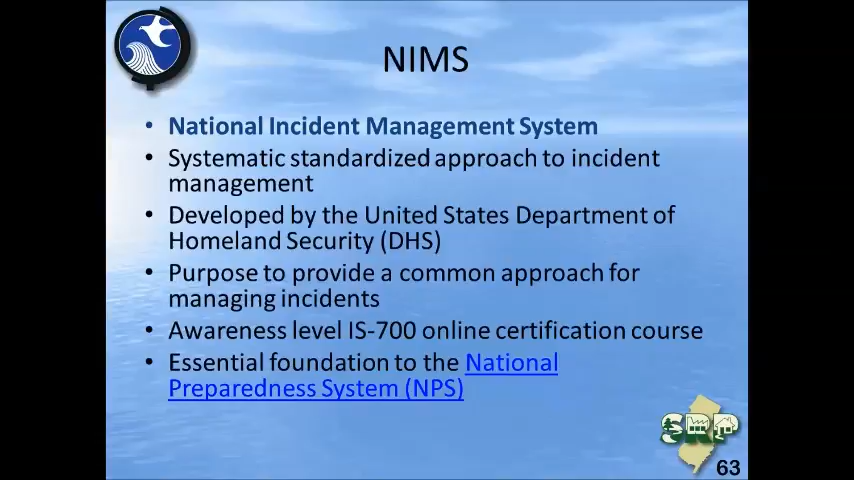 NIMS
• National Incident Management System
• Systematic standardized approach to incident
management
• Developed by the United States Department of
Homeland Security (DHS)
• Purpose to provide a common approach for
managing incidents
• Awareness level IS-700 online certification course
• Essential foundation to the National
Preparedness System (NPS)
SRP
63